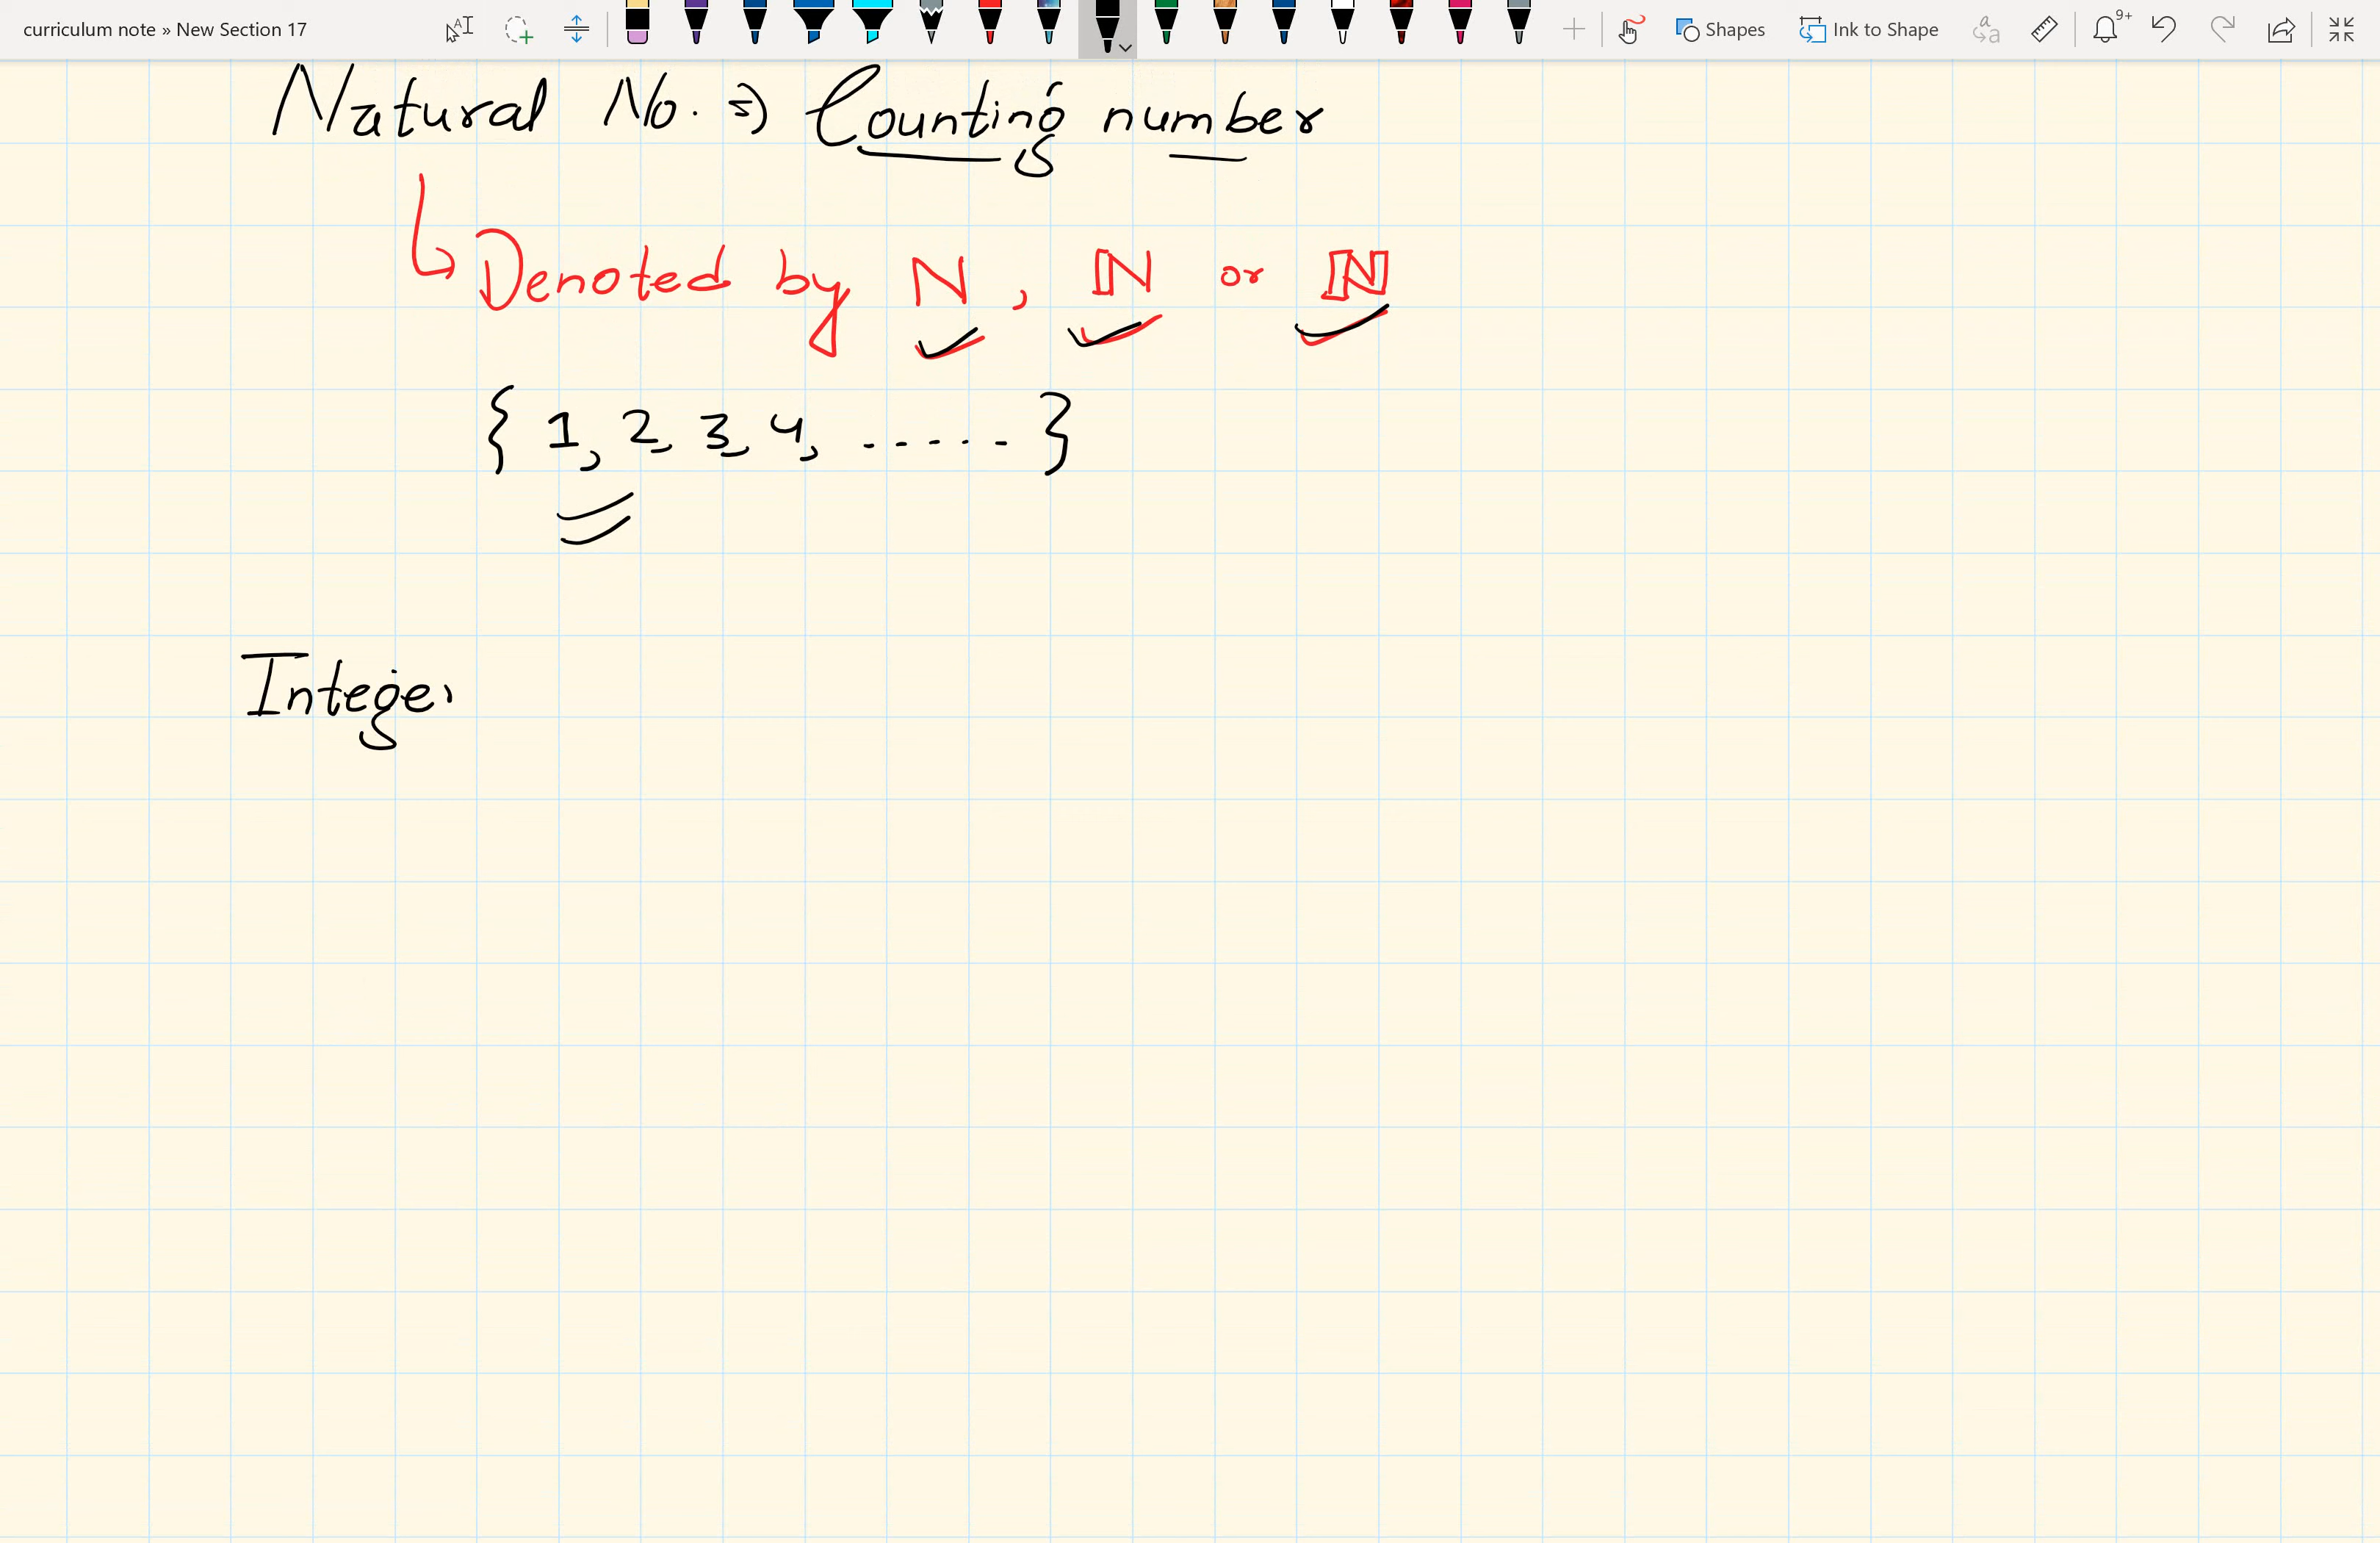 curriculum note » New Section 17
Shapes
Ink to Shape
9+
Natural No. ⇒ Counting number
Denoted by N, ℕ or ℕ
{ 1, 2, 3, 4, ..... }
Integer